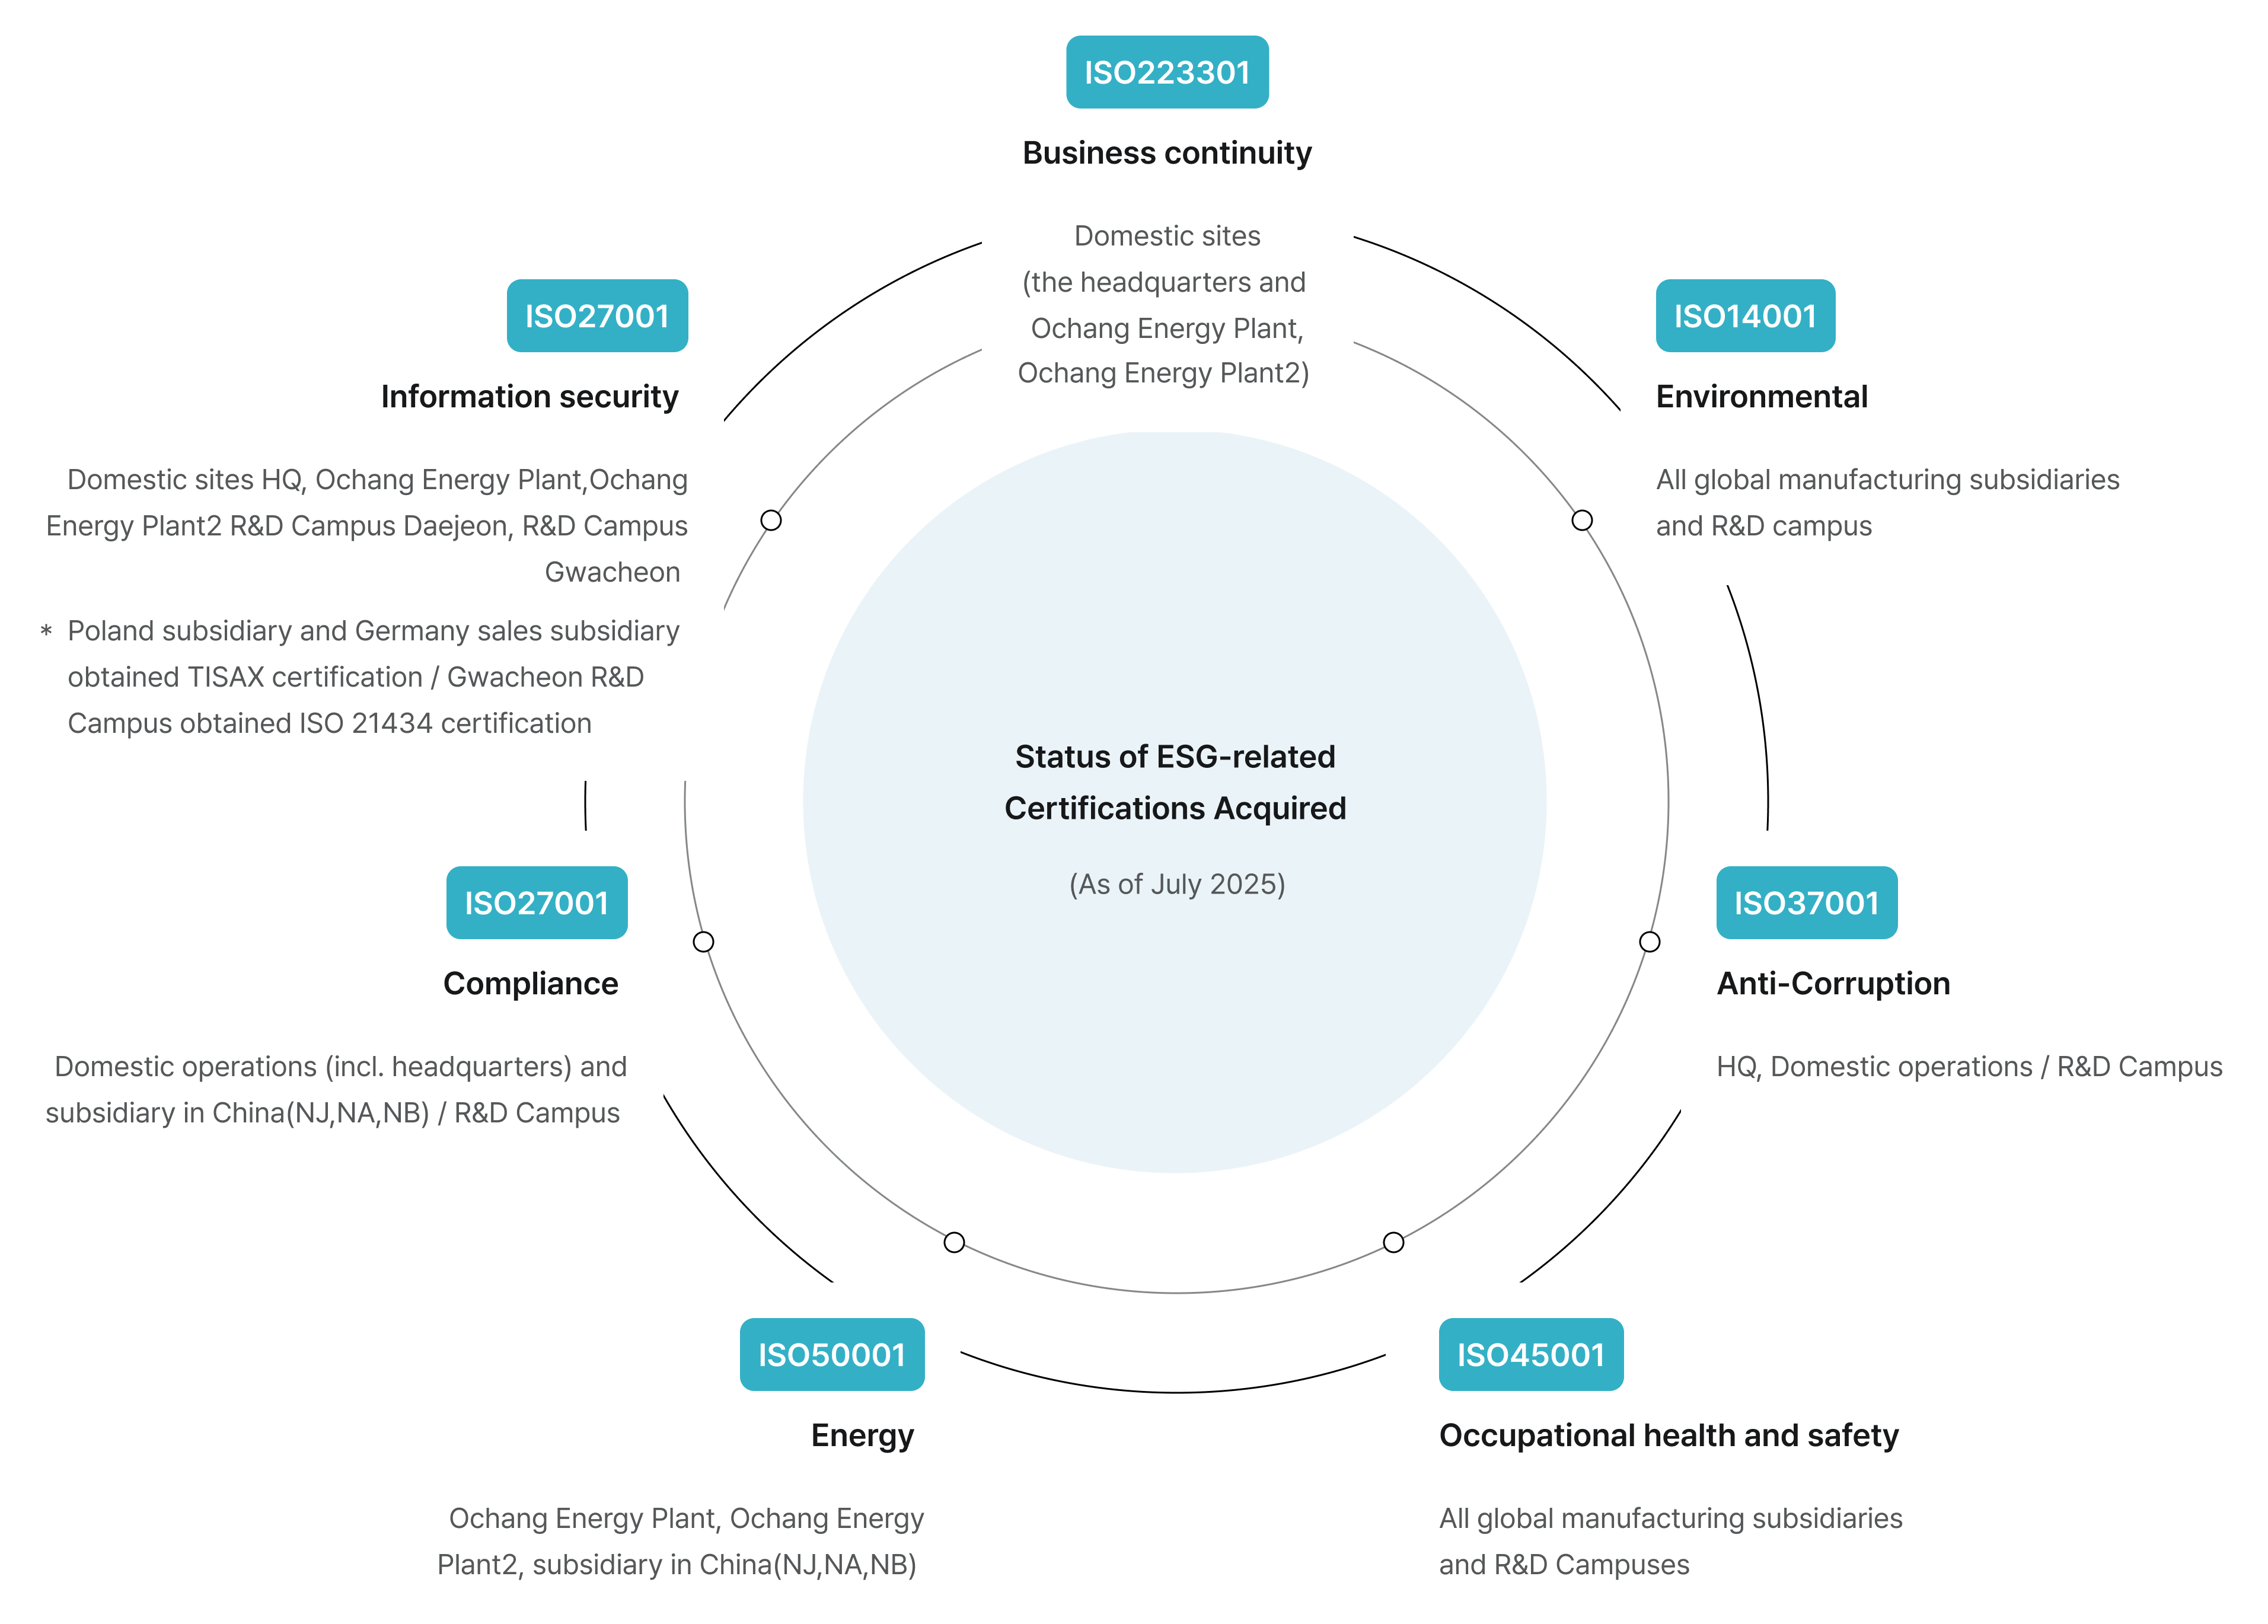 ISO223301
Business continuity
Domestic sites
(the headquarters and
Ochang Energy Plant,
Ochang Energy Plant2)
ISO27001
Information security
Domestic sites HQ, Ochang Energy Plant,Ochang
Energy Plant2 R&D Campus Daejeon, R&D Campus
Gwacheon
* Poland subsidiary and Germany sales subsidiary
obtained TISAX certification / Gwacheon R&D
Campus obtained ISO 21434 certification
ISO14001
Environmental
All global manufacturing subsidiaries
and R&D campus
Status of ESG-related
Certifications Acquired
(As of July 2025)
ISO27001
Compliance
Domestic operations (incl. headquarters) and
subsidiary in China(NJ,NA,NB) / R&D Campus
ISO37001
Anti-Corruption
HQ, Domestic operations / R&D Campus
ISO50001
Energy
Ochang Energy Plant, Ochang Energy
Plant2, subsidiary in China(NJ,NA,NB)
ISO45001
Occupational health and safety
All global manufacturing subsidiaries
and R&D Campuses